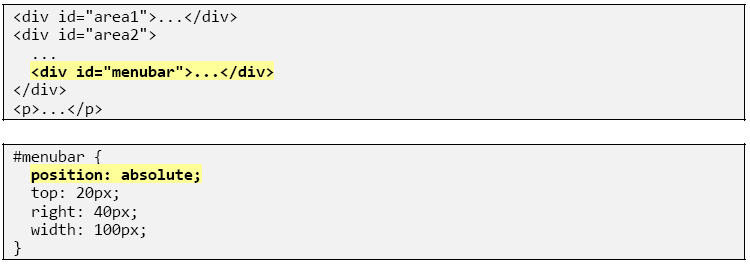 <div id="area1">...</div>
<div id="area2">
  ...
  <div id="menubar">...</div>
</div>
<p>...</p>
#menubar {
  position: absolute;
  top: 20px;
  right: 40px;
  width: 100px;
}